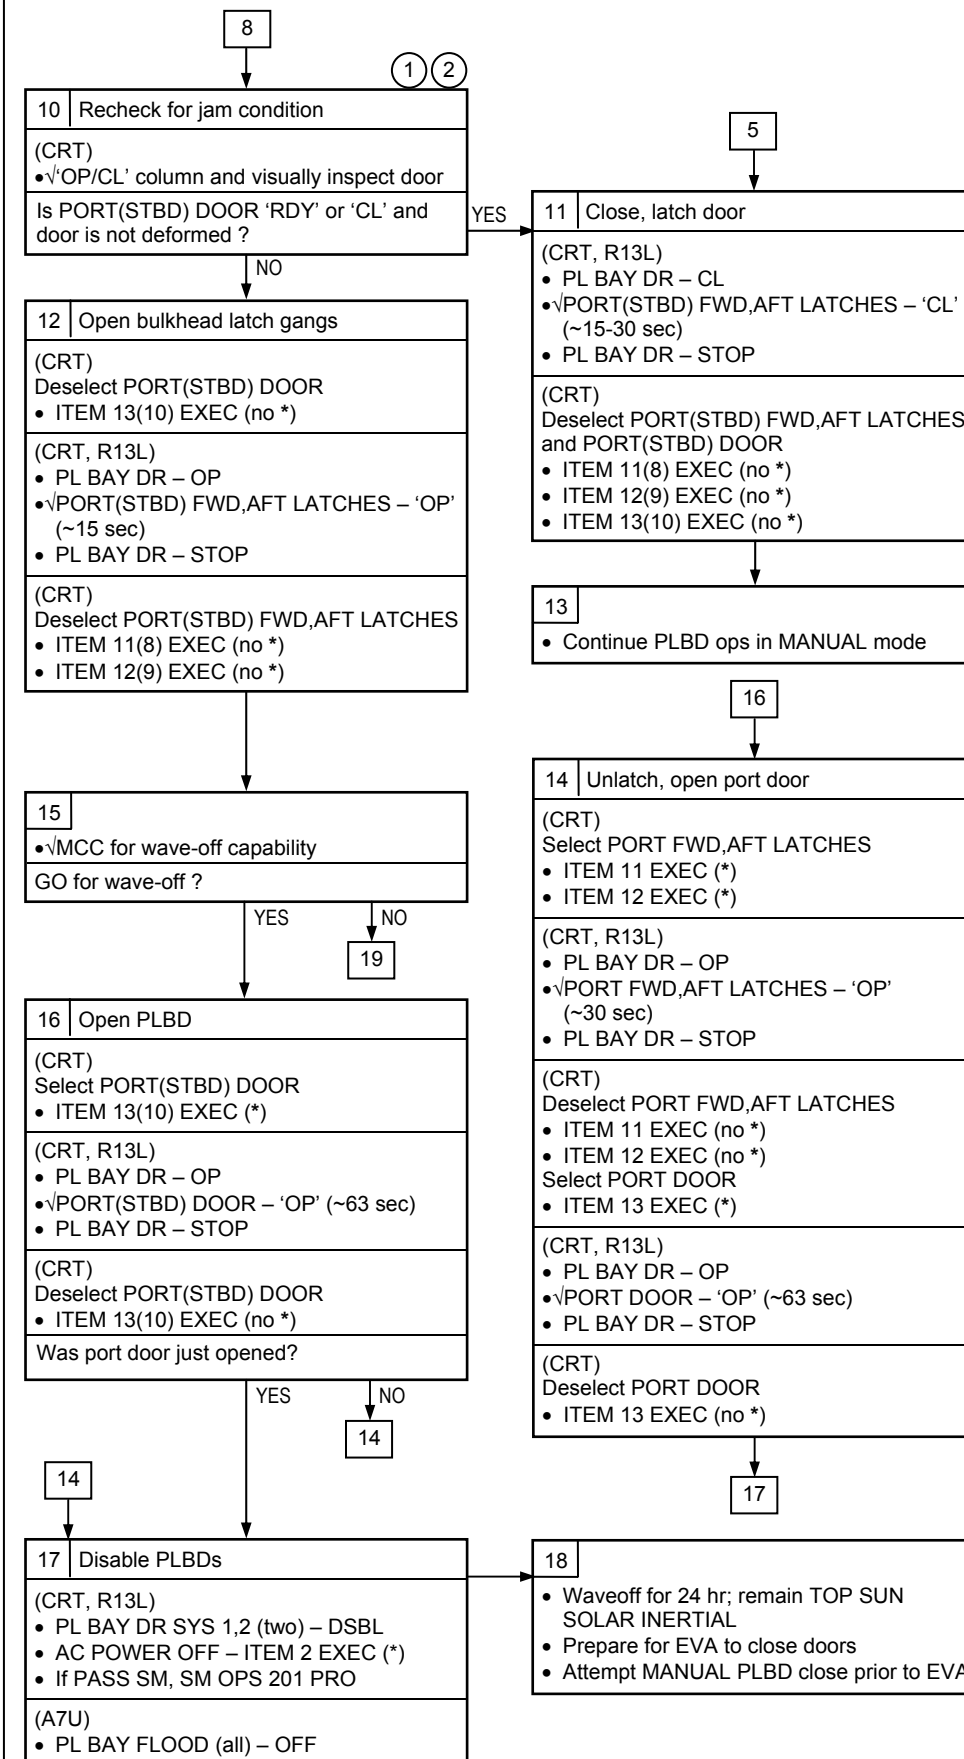 8
1 2
10 Recheck for jam condition
(CRT)
•√'OP/CL' column and visually inspect door
Is PORT(STBD) DOOR 'RDY' or 'CL' and
door is not deformed ?
YES
NO
5
11 Close, latch door
(CRT, R13L)
• PL BAY DR – CL
•√PORT(STBD) FWD,AFT LATCHES – 'CL'
(~15-30 sec)
• PL BAY DR – STOP
(CRT)
Deselect PORT(STBD) FWD,AFT LATCHES
and PORT(STBD) DOOR
• ITEM 11(8) EXEC (no *)
• ITEM 12(9) EXEC (no *)
• ITEM 13(10) EXEC (no *)
13
• Continue PLBD ops in MANUAL mode
12 Open bulkhead latch gangs
(CRT)
Deselect PORT(STBD) DOOR
• ITEM 13(10) EXEC (no *)
(CRT, R13L)
• PL BAY DR – OP
•√PORT(STBD) FWD,AFT LATCHES – 'OP'
(~15 sec)
• PL BAY DR – STOP
(CRT)
Deselect PORT(STBD) FWD,AFT LATCHES
• ITEM 11(8) EXEC (no *)
• ITEM 12(9) EXEC (no *)
15
•√MCC for wave-off capability
GO for wave-off ?
YES
NO
19
16 Open PLBD
(CRT)
Select PORT(STBD) DOOR
• ITEM 13(10) EXEC (*)
(CRT, R13L)
• PL BAY DR – OP
•√PORT(STBD) DOOR – 'OP' (~63 sec)
• PL BAY DR – STOP
(CRT)
Deselect PORT(STBD) DOOR
• ITEM 13(10) EXEC (no *)
Was port door just opened?
YES
NO
14
16
14 Unlatch, open port door
(CRT)
Select PORT FWD,AFT LATCHES
• ITEM 11 EXEC (*)
• ITEM 12 EXEC (*)
(CRT, R13L)
• PL BAY DR – OP
•√PORT FWD,AFT LATCHES – 'OP'
(~30 sec)
• PL BAY DR – STOP
(CRT)
Deselect PORT FWD,AFT LATCHES
• ITEM 11 EXEC (no *)
• ITEM 12 EXEC (no *)
Select PORT DOOR
• ITEM 13 EXEC (*)
(CRT, R13L)
• PL BAY DR – OP
•√PORT DOOR – 'OP' (~63 sec)
• PL BAY DR – STOP
(CRT)
Deselect PORT DOOR
• ITEM 13 EXEC (no *)
17
14
17 Disable PLBDs
(CRT, R13L)
• PL BAY DR SYS 1,2 (two) – DSBL
• AC POWER OFF – ITEM 2 EXEC (*)
• If PASS SM, SM OPS 201 PRO
(A7U)
• PL BAY FLOOD (all) – OFF
18
• Waveoff for 24 hr; remain TOP SUN
SOLAR INERTIAL
• Prepare for EVA to close doors
• Attempt MANUAL PLBD close prior to EVA